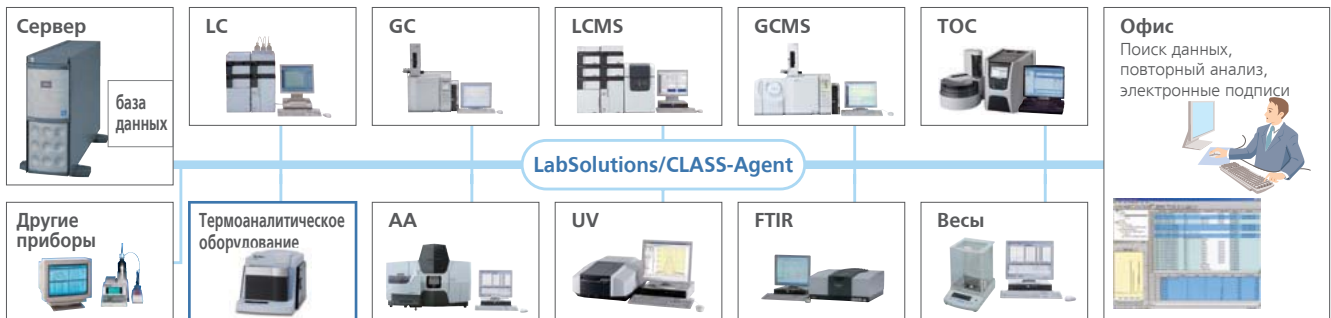 Сервер
база
данных
LC
GC
LCMS
GCMS
TOC
Офис
Поиск данных,
повторный анализ,
электронные подписи
LabSolutions/CLASS-Agent
Другие
приборы
Термоаналитическое
оборудование
AA
UV
FTIR
Весы